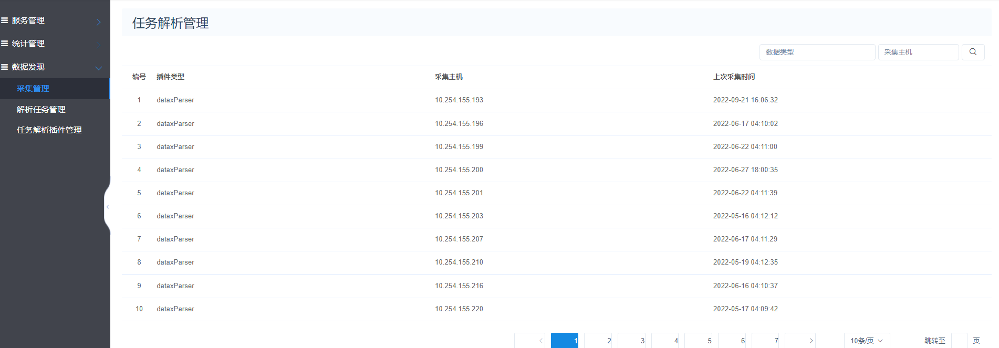 服务管理
统计管理
数据发现
采集管理
解析任务管理
任务解析插件管理
任务解析管理
数据类型 采集主机
编号 插件类型 采集主机 上次采集时间
1 dataxParser 10.254.155.193 2022-09-21 16:06:32
2 dataxParser 10.254.155.196 2022-06-17 04:10:02
3 dataxParser 10.254.155.199 2022-06-22 04:11:00
4 dataxParser 10.254.155.200 2022-06-27 18:00:35
5 dataxParser 10.254.155.201 2022-06-22 04:11:39
6 dataxParser 10.254.155.203 2022-05-16 04:12:12
7 dataxParser 10.254.155.207 2022-06-17 04:11:29
8 dataxParser 10.254.155.210 2022-05-19 04:12:35
9 dataxParser 10.254.155.216 2022-06-16 04:10:37
10 dataxParser 10.254.155.220 2022-05-17 04:09:42
1 2 3 4 5 6 7 10条/页 跳转至 页